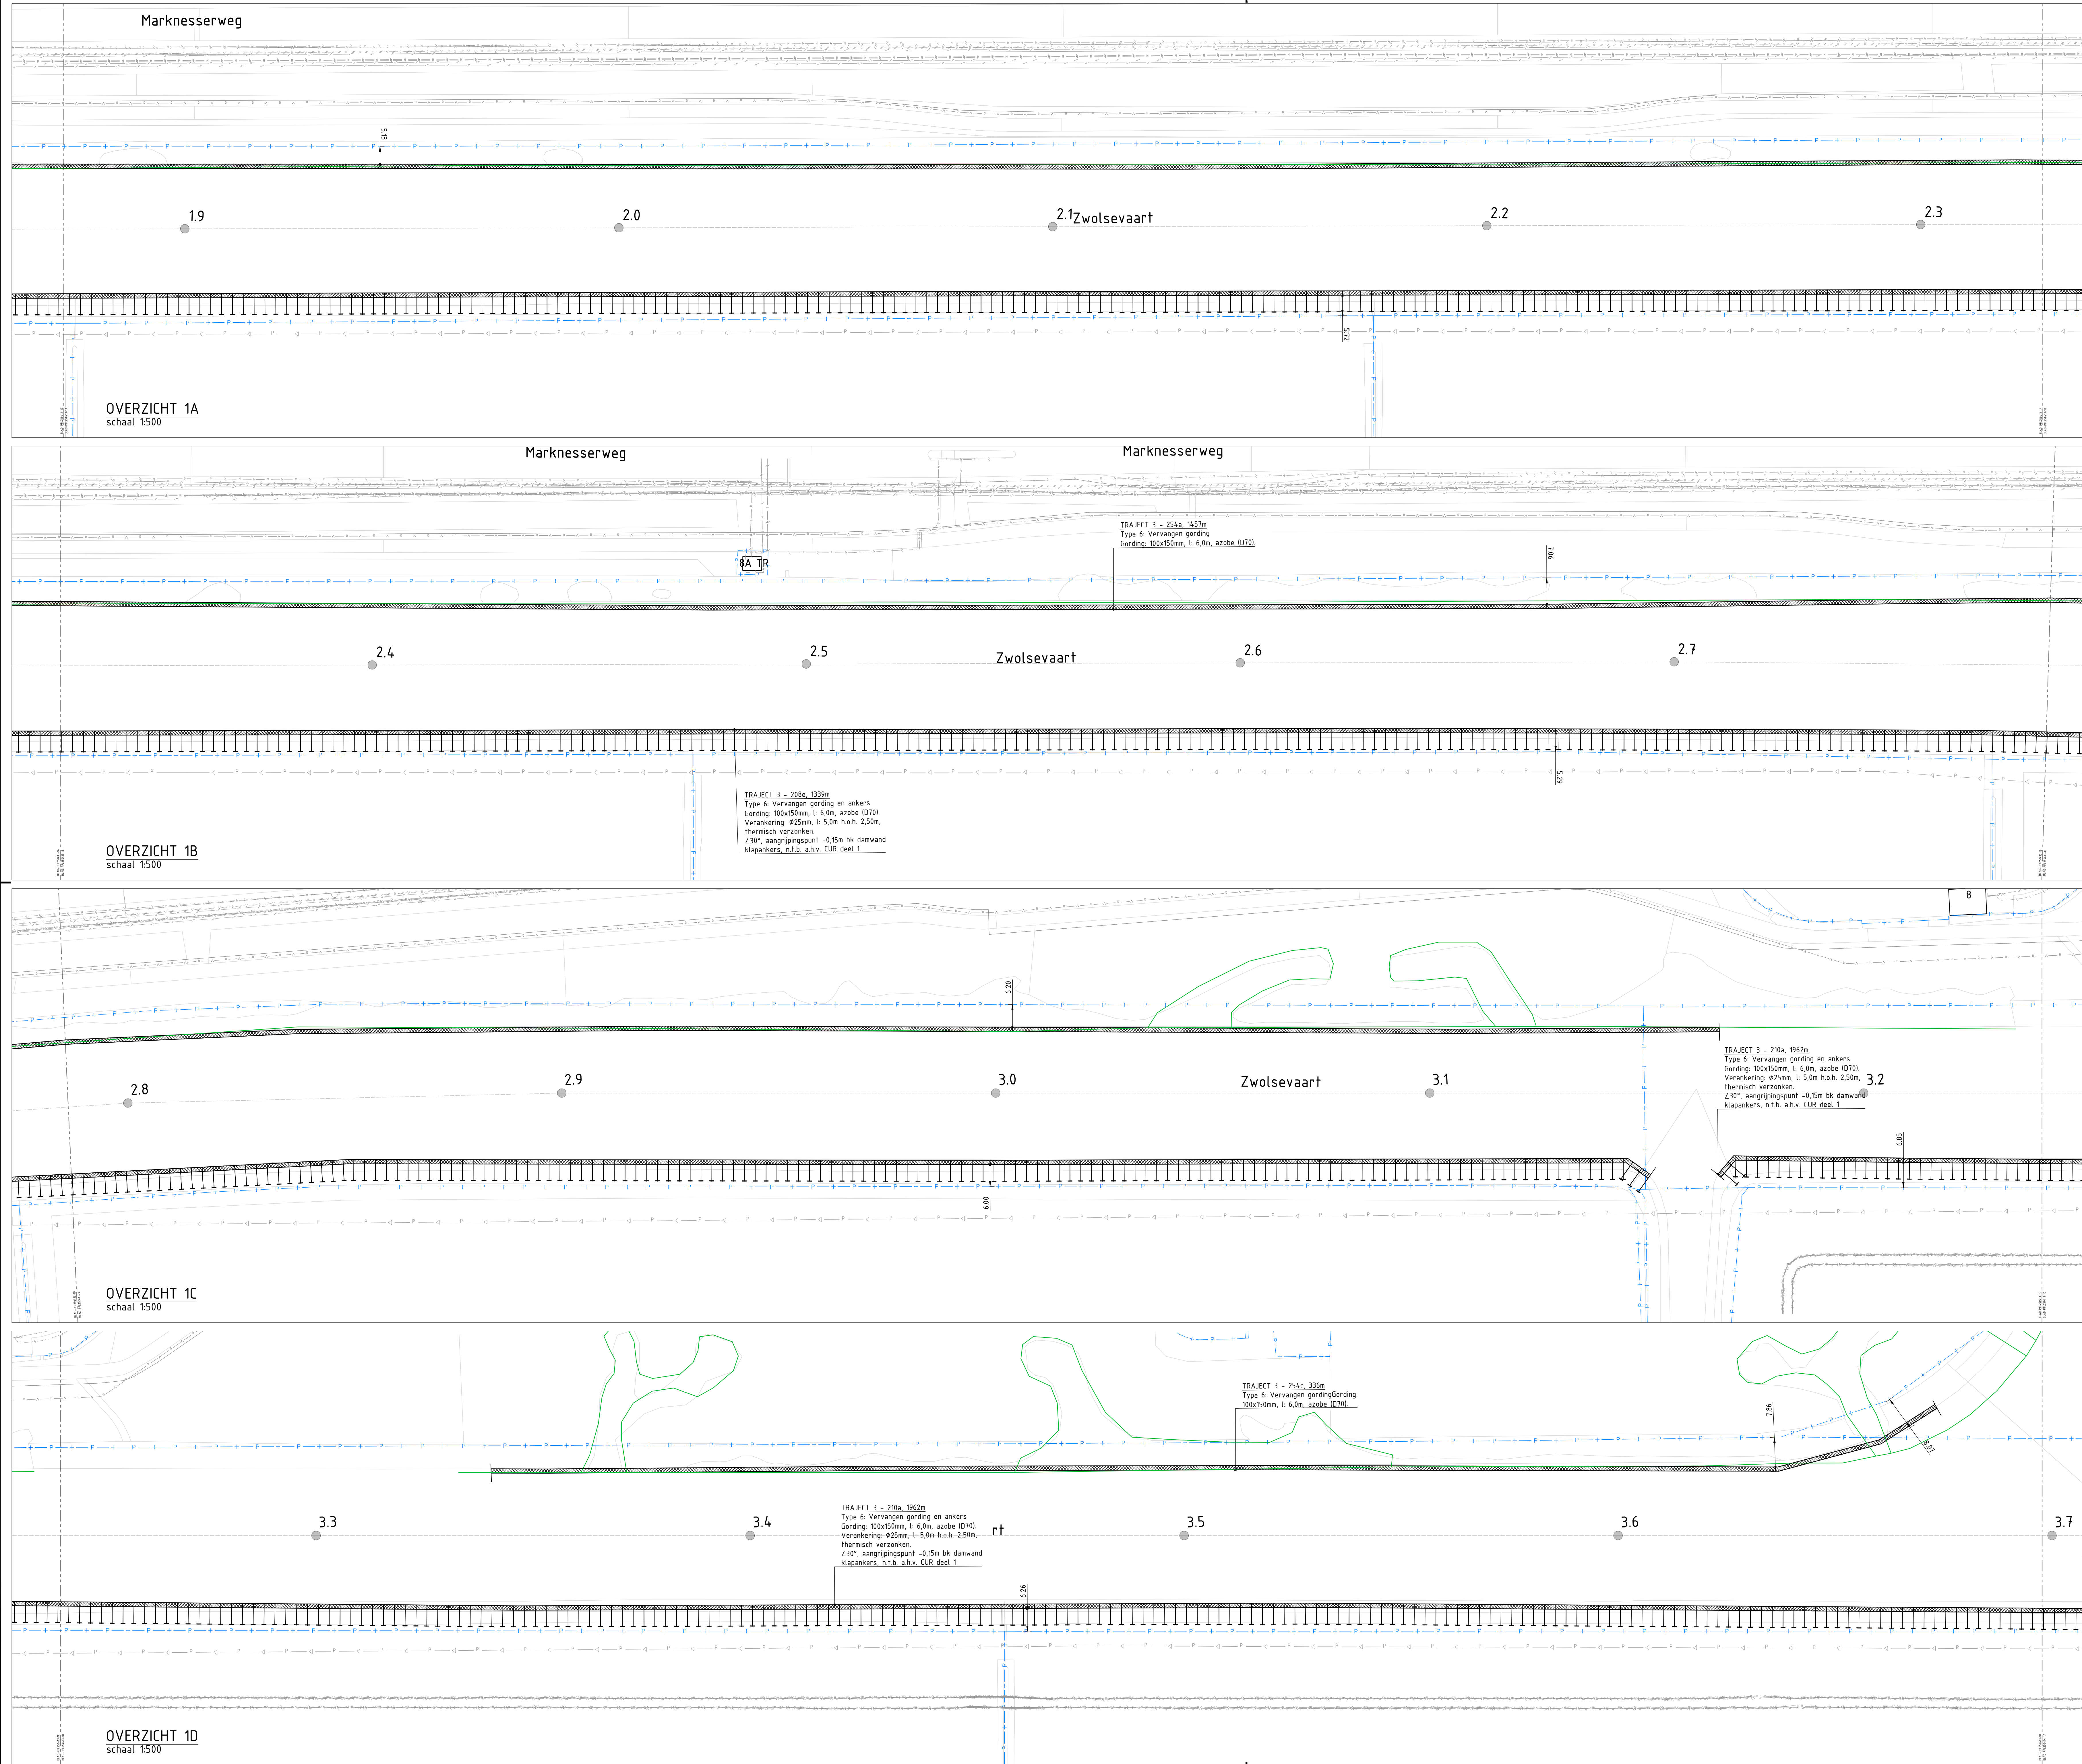 Marknesserweg
5.13
1.9
2.0
2.1
Zwolsevaart
2.2
2.3
5.72
OVERZICHT 1A
schaal 1:500
Marknesserweg
Marknesserweg
TRAJECT 3 - 254a, 1457m
Type 6: Vervangen gording
Gording: 100x150mm, l: 6,0m, azobe (D70).
7.06
8A TR
2.4
2.5
Zwolsevaart
2.6
2.7
5.29
TRAJECT 3 - 208e, 1339m
Type 6: Vervangen gording en ankers
Gording: 100x150mm, l: 6,0m, azobe (D70).
Verankering: Ø25mm, l: 5,0m h.o.h. 2,50m,
thermisch verzonken.
∠30°, aangrijpingspunt -0,15m bk damwand
klapankers, n.t.b. a.h.v. CUR deel 1
OVERZICHT 1B
schaal 1:500
8
6.20
2.8
2.9
3.0
Zwolsevaart
3.1
3.2
TRAJECT 3 - 210a, 1962m
Type 6: Vervangen gording en ankers
Gording: 100x150mm, l: 6,0m, azobe (D70).
Verankering: Ø25mm, l: 5,0m h.o.h. 2,50m,
thermisch verzonken.
∠30°, aangrijpingspunt -0,15m bk damwand
klapankers, n.t.b. a.h.v. CUR deel 1
6.85
6.00
OVERZICHT 1C
schaal 1:500
TRAJECT 3 - 254c, 336m
Type 6: Vervangen gordingGording:
100x150mm, l: 6,0m, azobe (D70).
7.86
8.07
3.3
3.4
3.5
3.6
3.7
TRAJECT 3 - 210a, 1962m
Type 6: Vervangen gording en ankers
Gording: 100x150mm, l: 6,0m, azobe (D70).
Verankering: Ø25mm, l: 5,0m h.o.h. 2,50m,
thermisch verzonken.
∠30°, aangrijpingspunt -0,15m bk damwand
klapankers, n.t.b. a.h.v. CUR deel 1
rt
6.26
OVERZICHT 1D
schaal 1:500